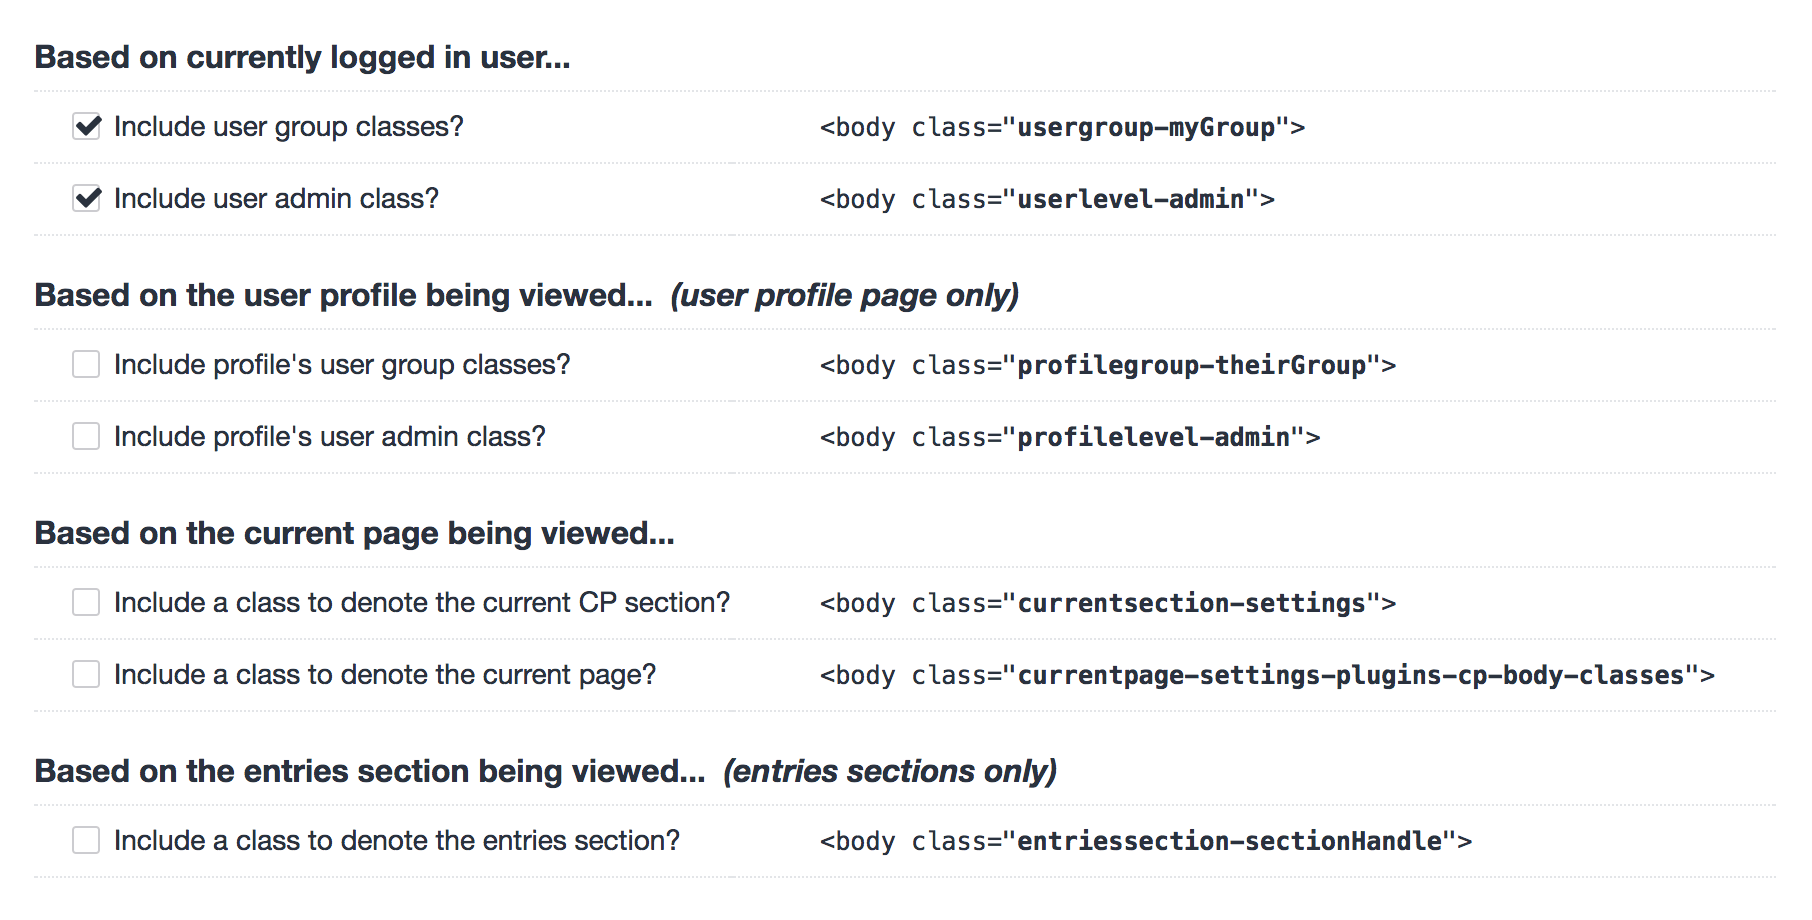 Based on currently logged in user...
Include user group classes? <body class="usergroup-myGroup">
Include user admin class? <body class="userlevel-admin">
Based on the user profile being viewed... (user profile page only)
Include profile's user group classes? <body class="profilegroup-theirGroup">
Include profile's user admin class? <body class="profilelevel-admin">
Based on the current page being viewed...
Include a class to denote the current CP section? <body class="currentsection-settings">
Include a class to denote the current page? <body class="currentpage-settings-plugins-cp-body-classes">
Based on the entries section being viewed... (entries sections only)
Include a class to denote the entries section? <body class="entriessection-sectionHandle">